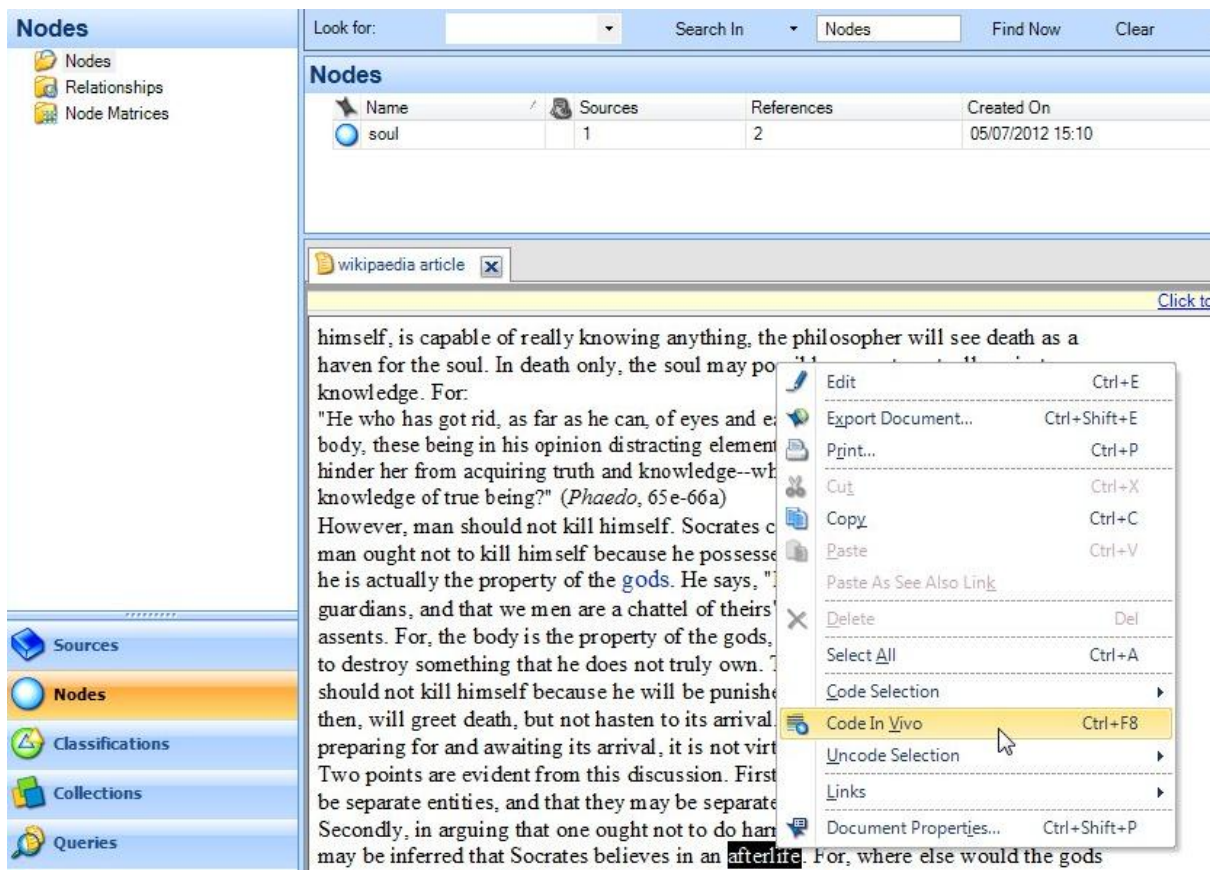 Nodes
Nodes
Relationships
Node Matrices
Sources
Nodes
Classifications
Collections
Queries
Look for: Search In Nodes Find Now Clear
Nodes
Name Sources References Created On
soul 1 2 05/07/2012 15:10
wikipaedia article
Click to
himself, is capable of really knowing anything, the philosopher will see death as a
haven for the soul. In death only, the soul may
knowledge. For:
"He who has got rid, as far as he can, of eyes and
body, these being in his opinion distracting element
hinder her from acquiring truth and knowledge--wh
knowledge of true being?" (Phaedo, 65e-66a)
However, man should not kill himself. Socrates c
man ought not to kill himself because he possesse
he is actually the property of the gods. He says, "
guardians, and that we men are a chattel of theirs'
assents. For, the body is the property of the gods,
to destroy something that he does not truly own.
should not kill himself because he will be punishe
then, will greet death, but not hasten to its arrival.
preparing for and awaiting its arrival, it is not virt
Two points are evident from this discussion. First
be separate entities, and that they may be separate
Secondly, in arguing that one ought not to do harm
may be inferred that Socrates believes in an afterlife. For, where else would the gods
Edit Ctrl+E
Export Document... Ctrl+Shift+E
Print... Ctrl+P
Cut Ctrl+X
Copy Ctrl+C
Paste Ctrl+V
Paste As See Also Link
Delete Del
Select All Ctrl+A
Code Selection
Code In Vivo Ctrl+F8
Uncode Selection
Links
Document Properties... Ctrl+Shift+P